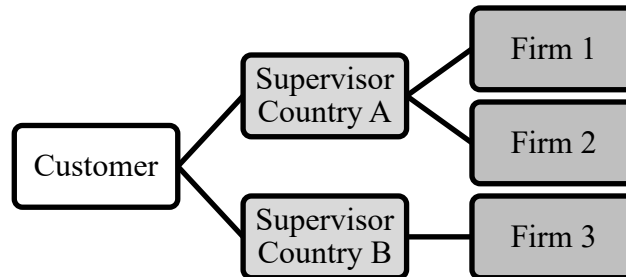 Customer
Supervisor
Country A
Supervisor
Country B
Firm 1
Firm 2
Firm 3